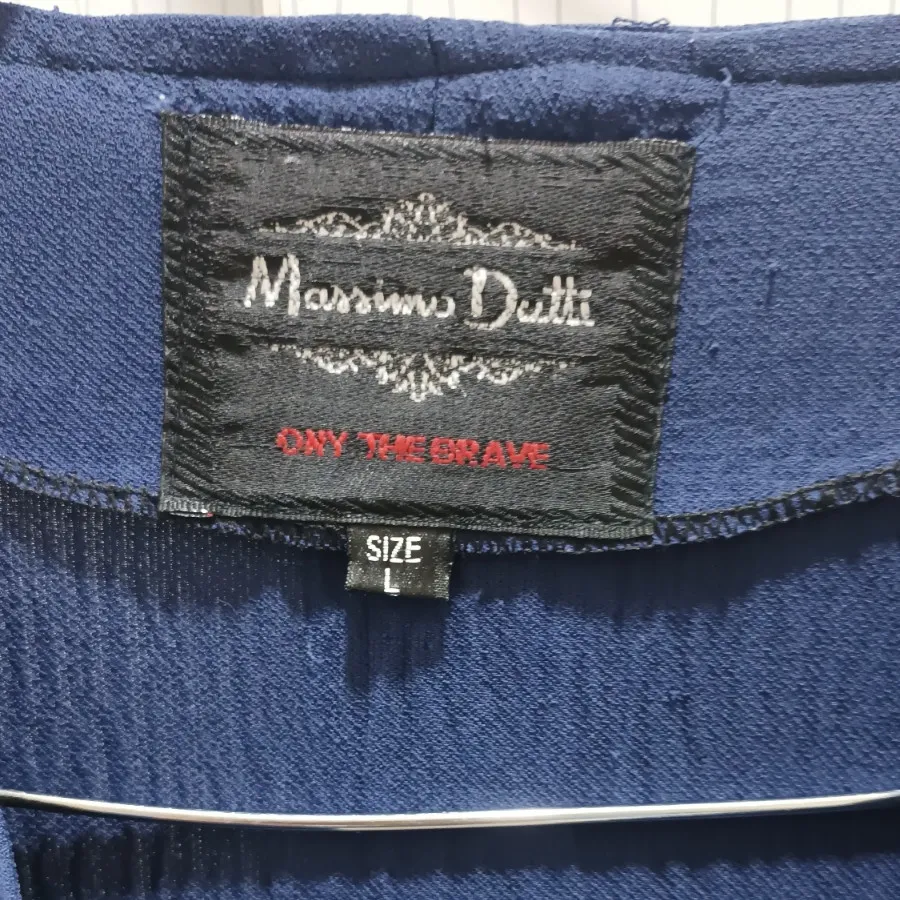 Massimo Dutti
ONY THE BRAVE
SIZE
L